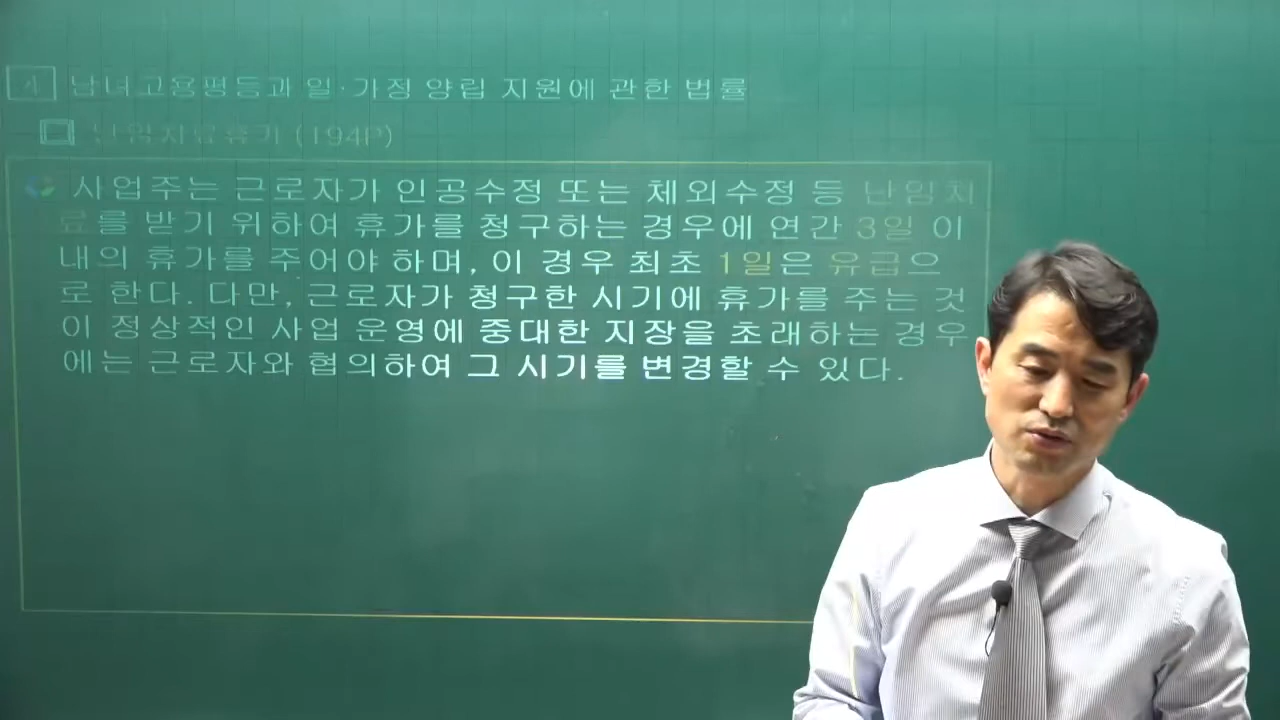 4 남녀고용평등과 일·가정 양립 지원에 관한 법률
난임치료휴가 (194P)
사업주는 근로자가 인공수정 또는 체외수정 등 난임치
료를 받기 위하여 휴가를 청구하는 경우에 연간 3일 이
내의 휴가를 주어야 하며, 이 경우 최초 1일은 유급으
로 한다. 다만, 근로자가 청구한 시기에 휴가를 주는 것
이 정상적인 사업 운영에 중대한 지장을 초래하는 경우
에는 근로자와 협의하여 그 시기를 변경할 수 있다.